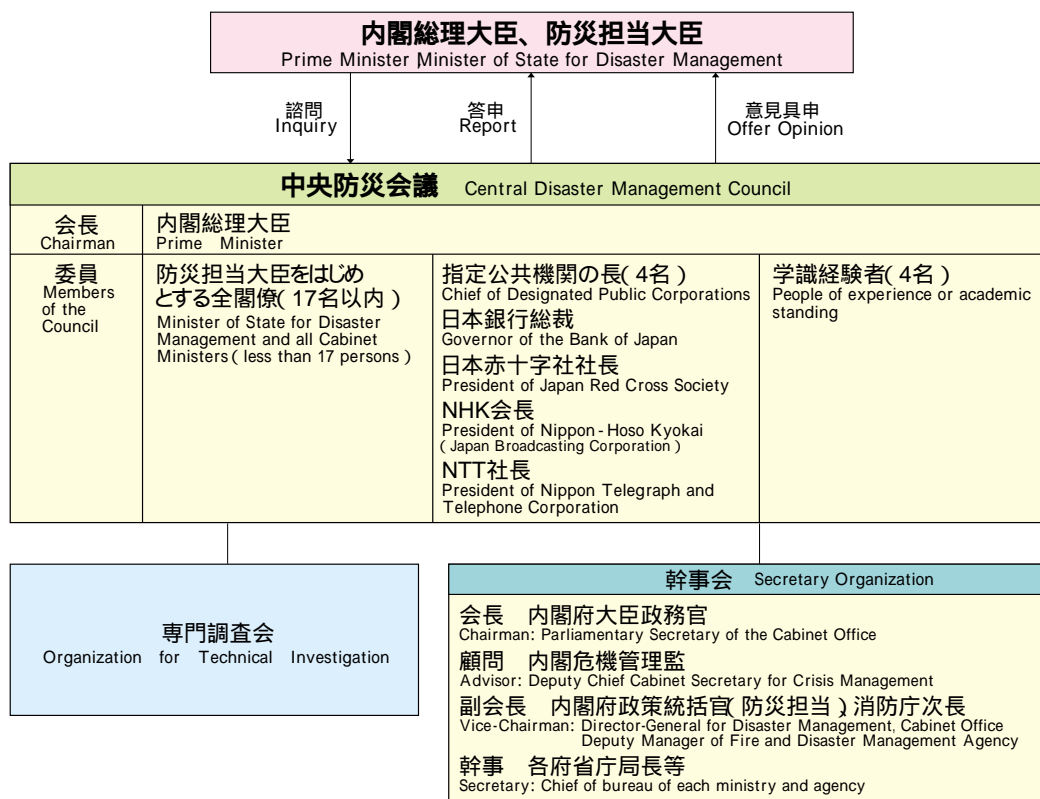 内閣総理大臣、防災担当大臣
Prime Minister,Minister of State for Disaster Management
諮問
Inquiry
答申
Report
意見具申
Offer Opinion
中央防災会議 Central Disaster Management Council
会長
Chairman
内閣総理大臣
Prime Minister
委員
Members
of the
Council
防災担当大臣をはじめ
とする全閣僚(17名以内)
Minister of State for Disaster
Management and all Cabinet
Ministers(less than 17 persons)
指定公共機関の長(4名)
Chief of Designated Public Corporations
日本銀行総裁
Governor of the Bank of Japan
日本赤十字社社長
President of Japan Red Cross Society
NHK会長
President of Nippon-Hoso Kyokai
(Japan Broadcasting Corporation)
NTT社長
President of Nippon Telegraph and
Telephone Corporation
学識経験者(4名)
People of experience or academic
standing
専門調査会
Organization for Technical Investigation
幹事会 Secretary Organization
会長 内閣府大臣政務官
Chairman: Parliamentary Secretary of the Cabinet Office
顧問 内閣危機管理監
Advisor: Deputy Chief Cabinet Secretary for Crisis Management
副会長 内閣府政策統括官(防災担当)、消防庁次長
Vice-Chairman: Director-General for Disaster Management, Cabinet Office
Deputy Manager of Fire and Disaster Management Agency
幹事 各府省庁局長等
Secretary: Chief of bureau of each ministry and agency